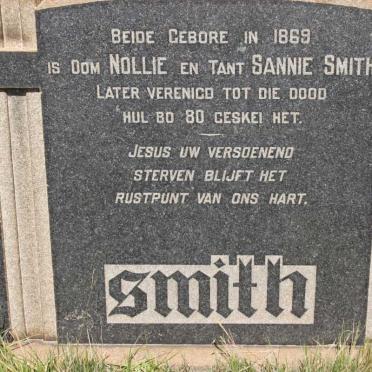 BEIDE GEBORE IN 1869
IS OOM NOLLIE EN TANT SANNIE SMITH
LATER VERENIGD TOT DIE DOOD
HUL BO 80 GESKEI HET.
JESUS UW VERSOENEND
STERVEN BLIJFT HET
RUSTPUNT VAN ONS HART.
smith